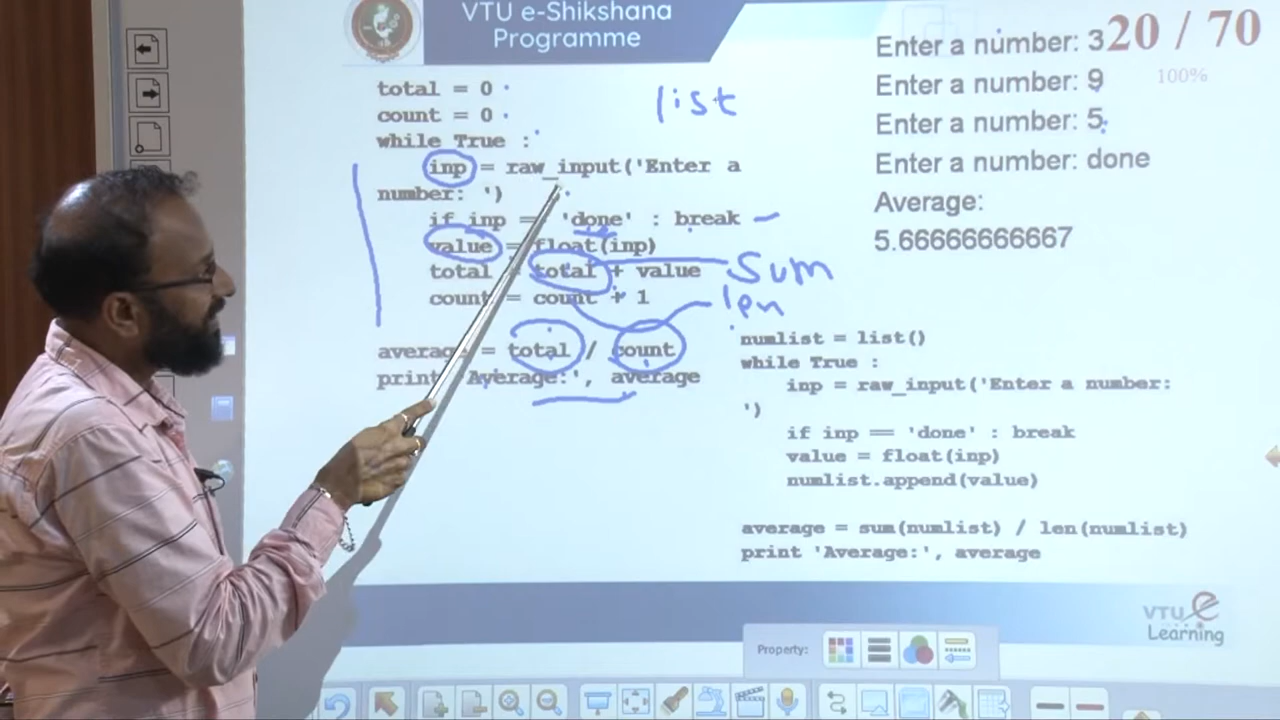 VTU e-Shikshana
Programme
20 / 70
100%
total = 0
count = 0
while True :
inp = raw_input('Enter a
number: ')
if inp == 'done' : break
value = float(inp)
total = total + value
count = count + 1
average = total / count
print 'Average:', average
list
Sum
len
Enter a number: 3
Enter a number: 9
Enter a number: 5
Enter a number: done
Average:
5.66666666667
numlist = list()
while True :
inp = raw_input('Enter a number:
')
if inp == 'done' : break
value = float(inp)
numlist.append(value)
average = sum(numlist) / len(numlist)
print 'Average:', average
VTU e
Learning
Property: